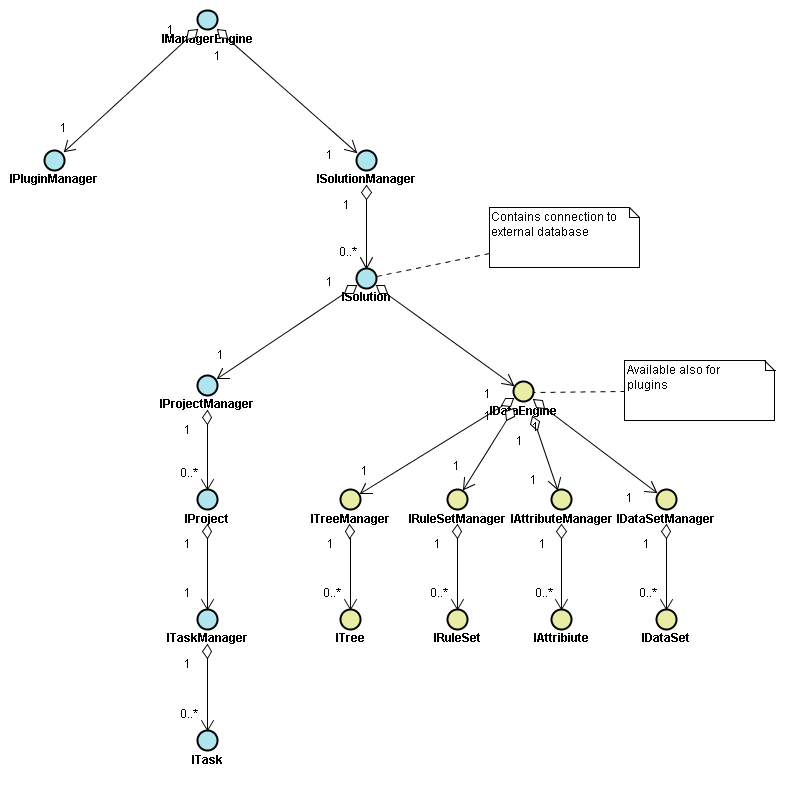 1
IManagerEngine
1
1
1
IPluginManager
ISolutionManager
1
Contains connection to
external database
0..*
1
ISolution
1
Available also for
plugins
1
IProjectManager
IDataEngine
1
1
1
1
1
1
1
1
0..*
IProject
ITreeManager
IRuleSetManager
IAttributeManager
IDataSetManager
1
1
1
1
1
1
0..*
0..*
0..*
0..*
ITaskManager
ITree
IRuleSet
IAttribiute
IDataSet
1
0..*
ITask